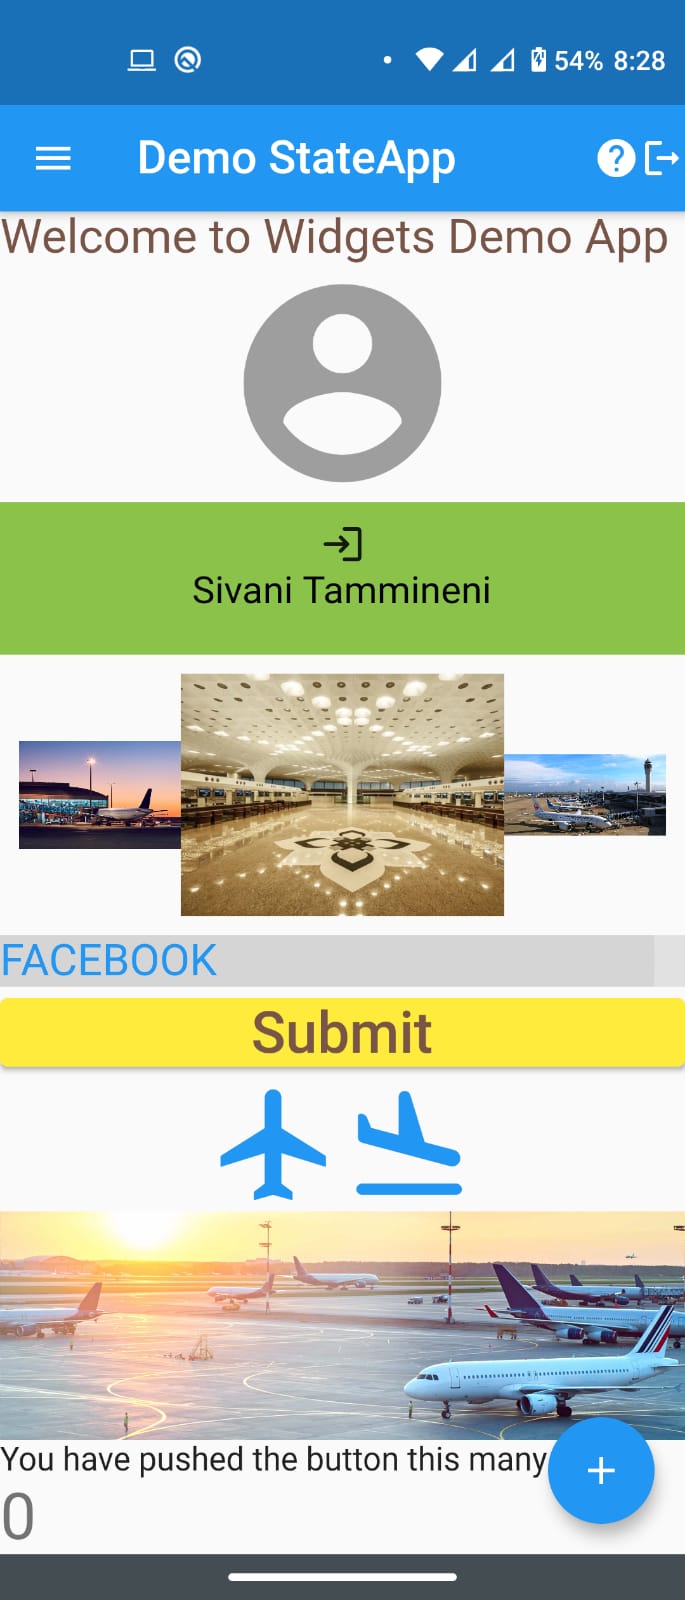 54% 8:28
Demo StateApp
Welcome to Widgets Demo App
Sivani Tammineni
FACEBOOK
Submit
You have pushed the button this many
0